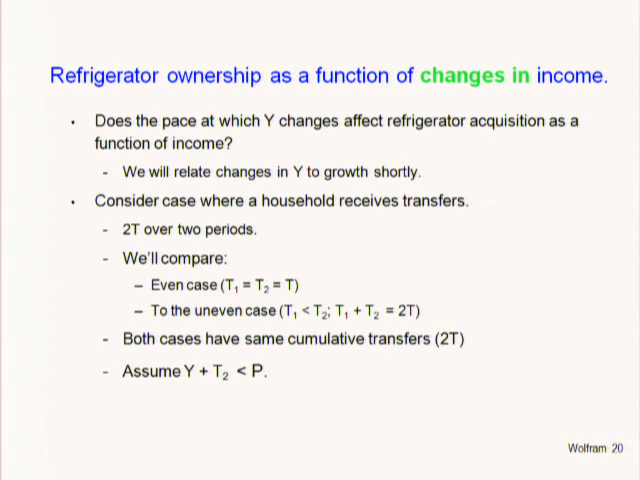 Refrigerator ownership as a function of changes in income.
• Does the pace at which Y changes affect refrigerator acquisition as a
function of income?
- We will relate changes in Y to growth shortly.
• Consider case where a household receives transfers.
- 2T over two periods.
- We'll compare:
– Even case (T₁ = T₂ = T)
– To the uneven case (T₁ < T₂; T₁ + T₂ = 2T)
- Both cases have same cumulative transfers (2T)
- Assume Y + T₂ < P.
Wolfram 20